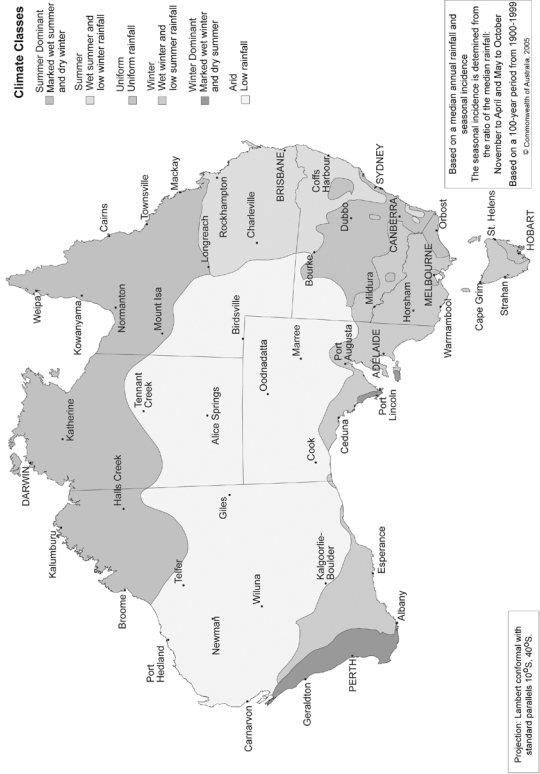 Climate Classes
Summer Dominant
Marked wet summer
and dry winter
Summer
Wet summer and
low winter rainfall
Uniform
Uniform rainfall
Winter
Wet winter and
low summer rainfall
Winter Dominant
Marked wet winter
and dry summer
Arid
Low rainfall
DARWIN
Katherine
Kalumburu
Halls Creek
Broome
Telfer
Port
Hedland
Newman
Wiluna
Giles
Carnarvon
Geraldton
PERTH
Kalgoorlie-
Boulder
Esperance
Albany
Tennant
Creek
Alice Springs
Weipa
Kowanyama
Cairns
Normanton
Townsville
Mount Isa
Mackay
Longreach
Rockhampton
Charleville
Birdsville
BRISBANE
Oodnadatta
Marree
Cook
Ceduna
Port
Augusta
ADELAIDE
Port
Lincoln
Bourke
Coffs
Harbour
Dubbo
SYDNEY
CANBERRA
Mildura
Horsham
MELBOURNE
Orbost
Warrnambool
Cape Grim
St. Helens
Strahan
HOBART
Based on a median annual rainfall and
seasonal incidence
The seasonal incidence is detemined from
the ratio of the median rainfall:
November to April and May to October
Based on a 100-year period from 1900-1999
© Commonwealth of Australia, 2005
Projection: Lambert conformal with
standard parallels 10°S, 40°S.